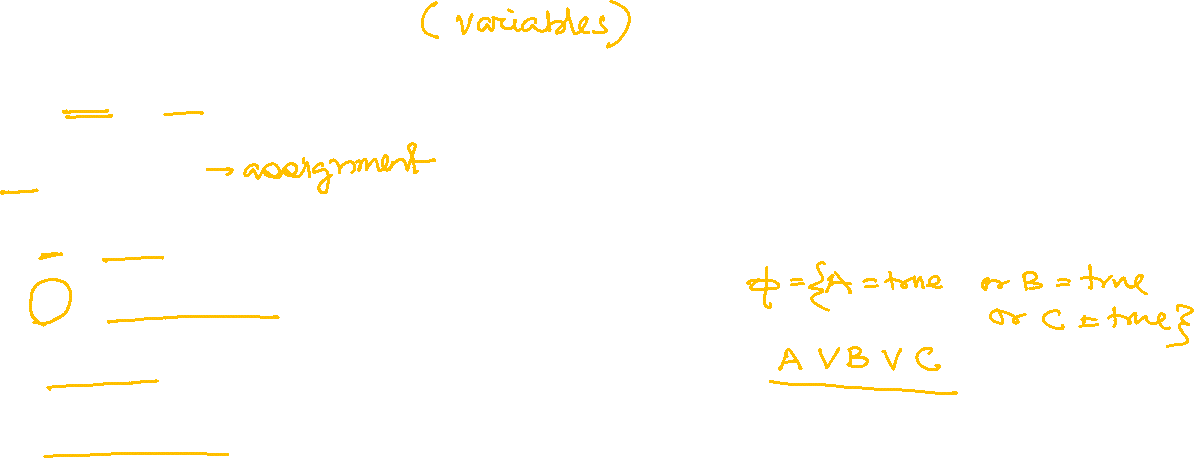 (variables)
→ assignment
φ = {A = true or B = true
or C = true}
A ∨ B ∨ C